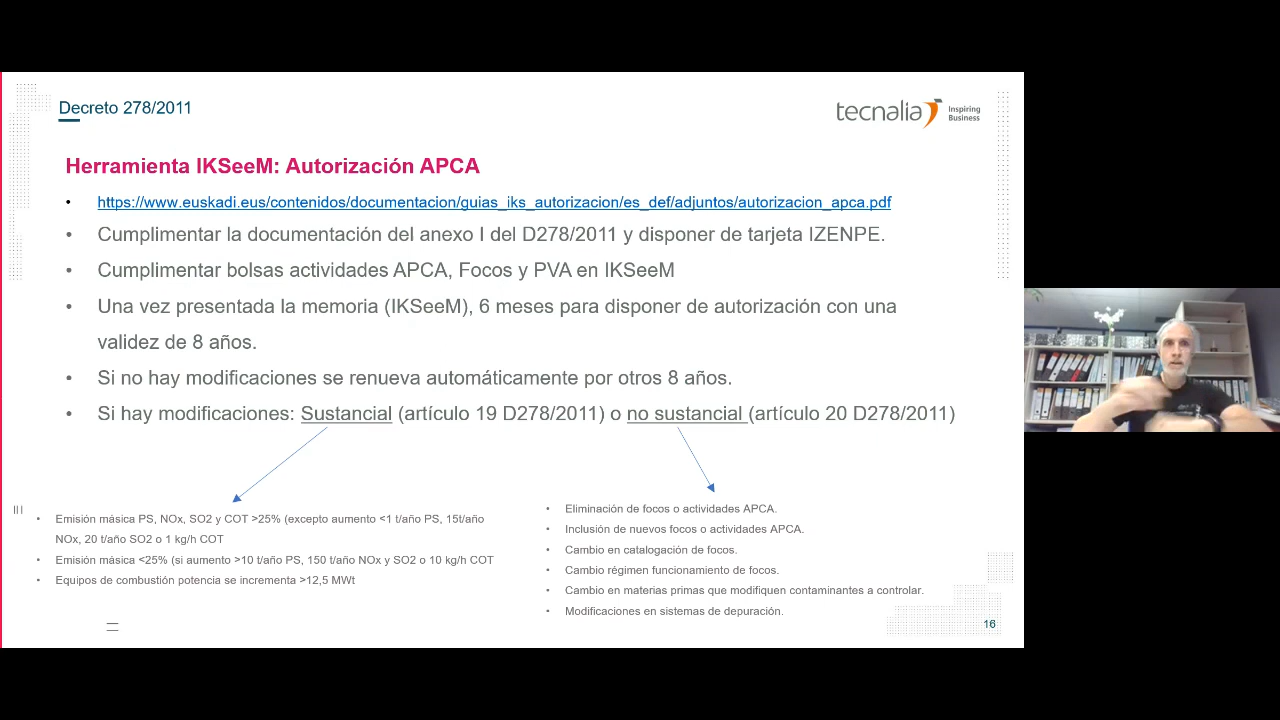 Decreto 278/2011
tecnalia Inspiring
Business
Herramienta IKSeeM: Autorización APCA
• https://www.euskadi.eus/contenidos/documentacion/guias_iks_autorizacion/es_def/adjuntos/autorizacion_apca.pdf
• Cumplimentar la documentación del anexo I del D278/2011 y disponer de tarjeta IZENPE.
• Cumplimentar bolsas actividades APCA, Focos y PVA en IKSeeM
• Una vez presentada la memoria (IKSeeM), 6 meses para disponer de autorización con una
validez de 8 años.
• Si no hay modificaciones se renueva automáticamente por otros 8 años.
• Si hay modificaciones: Sustancial (artículo 19 D278/2011) o no sustancial (artículo 20 D278/2011)
• Emisión másica PS, NOx, SO2 y COT >25% (excepto aumento <1 t/año PS, 15t/año
NOx, 20 t/año SO2 o 1 kg/h COT
• Emisión másica <25% (si aumento >10 t/año PS, 150 t/año NOx y SO2 o 10 kg/h COT
• Equipos de combustión potencia se incrementa >12,5 MWt
• Eliminación de focos o actividades APCA.
• Inclusión de nuevos focos o actividades APCA.
• Cambio en catalogación de focos.
• Cambio régimen funcionamiento de focos.
• Cambio en materias primas que modifiquen contaminantes a controlar.
• Modificaciones en sistemas de depuración.
16